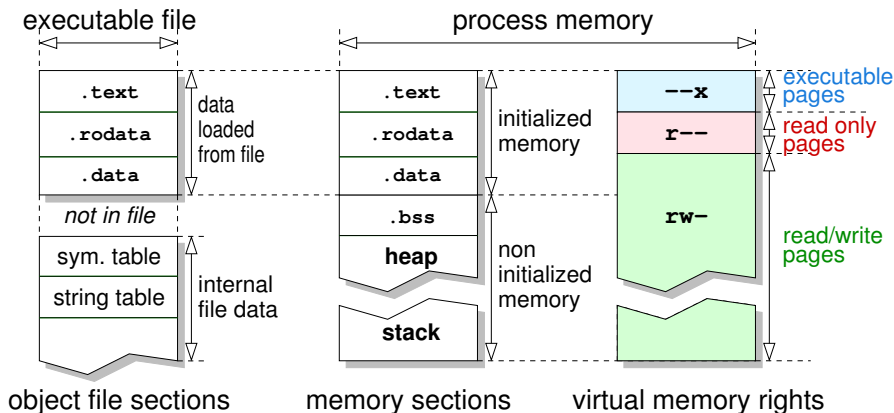 executable file
process memory
.text
.rodata
.data
not in file
sym. table
string table
data
loaded
from file
internal
file data
.text
.rodata
.data
.bss
heap
stack
initialized
memory
non
initialized
memory
--x
r--
rw-
executable
pages
read only
pages
read/write
pages
object file sections
memory sections
virtual memory rights